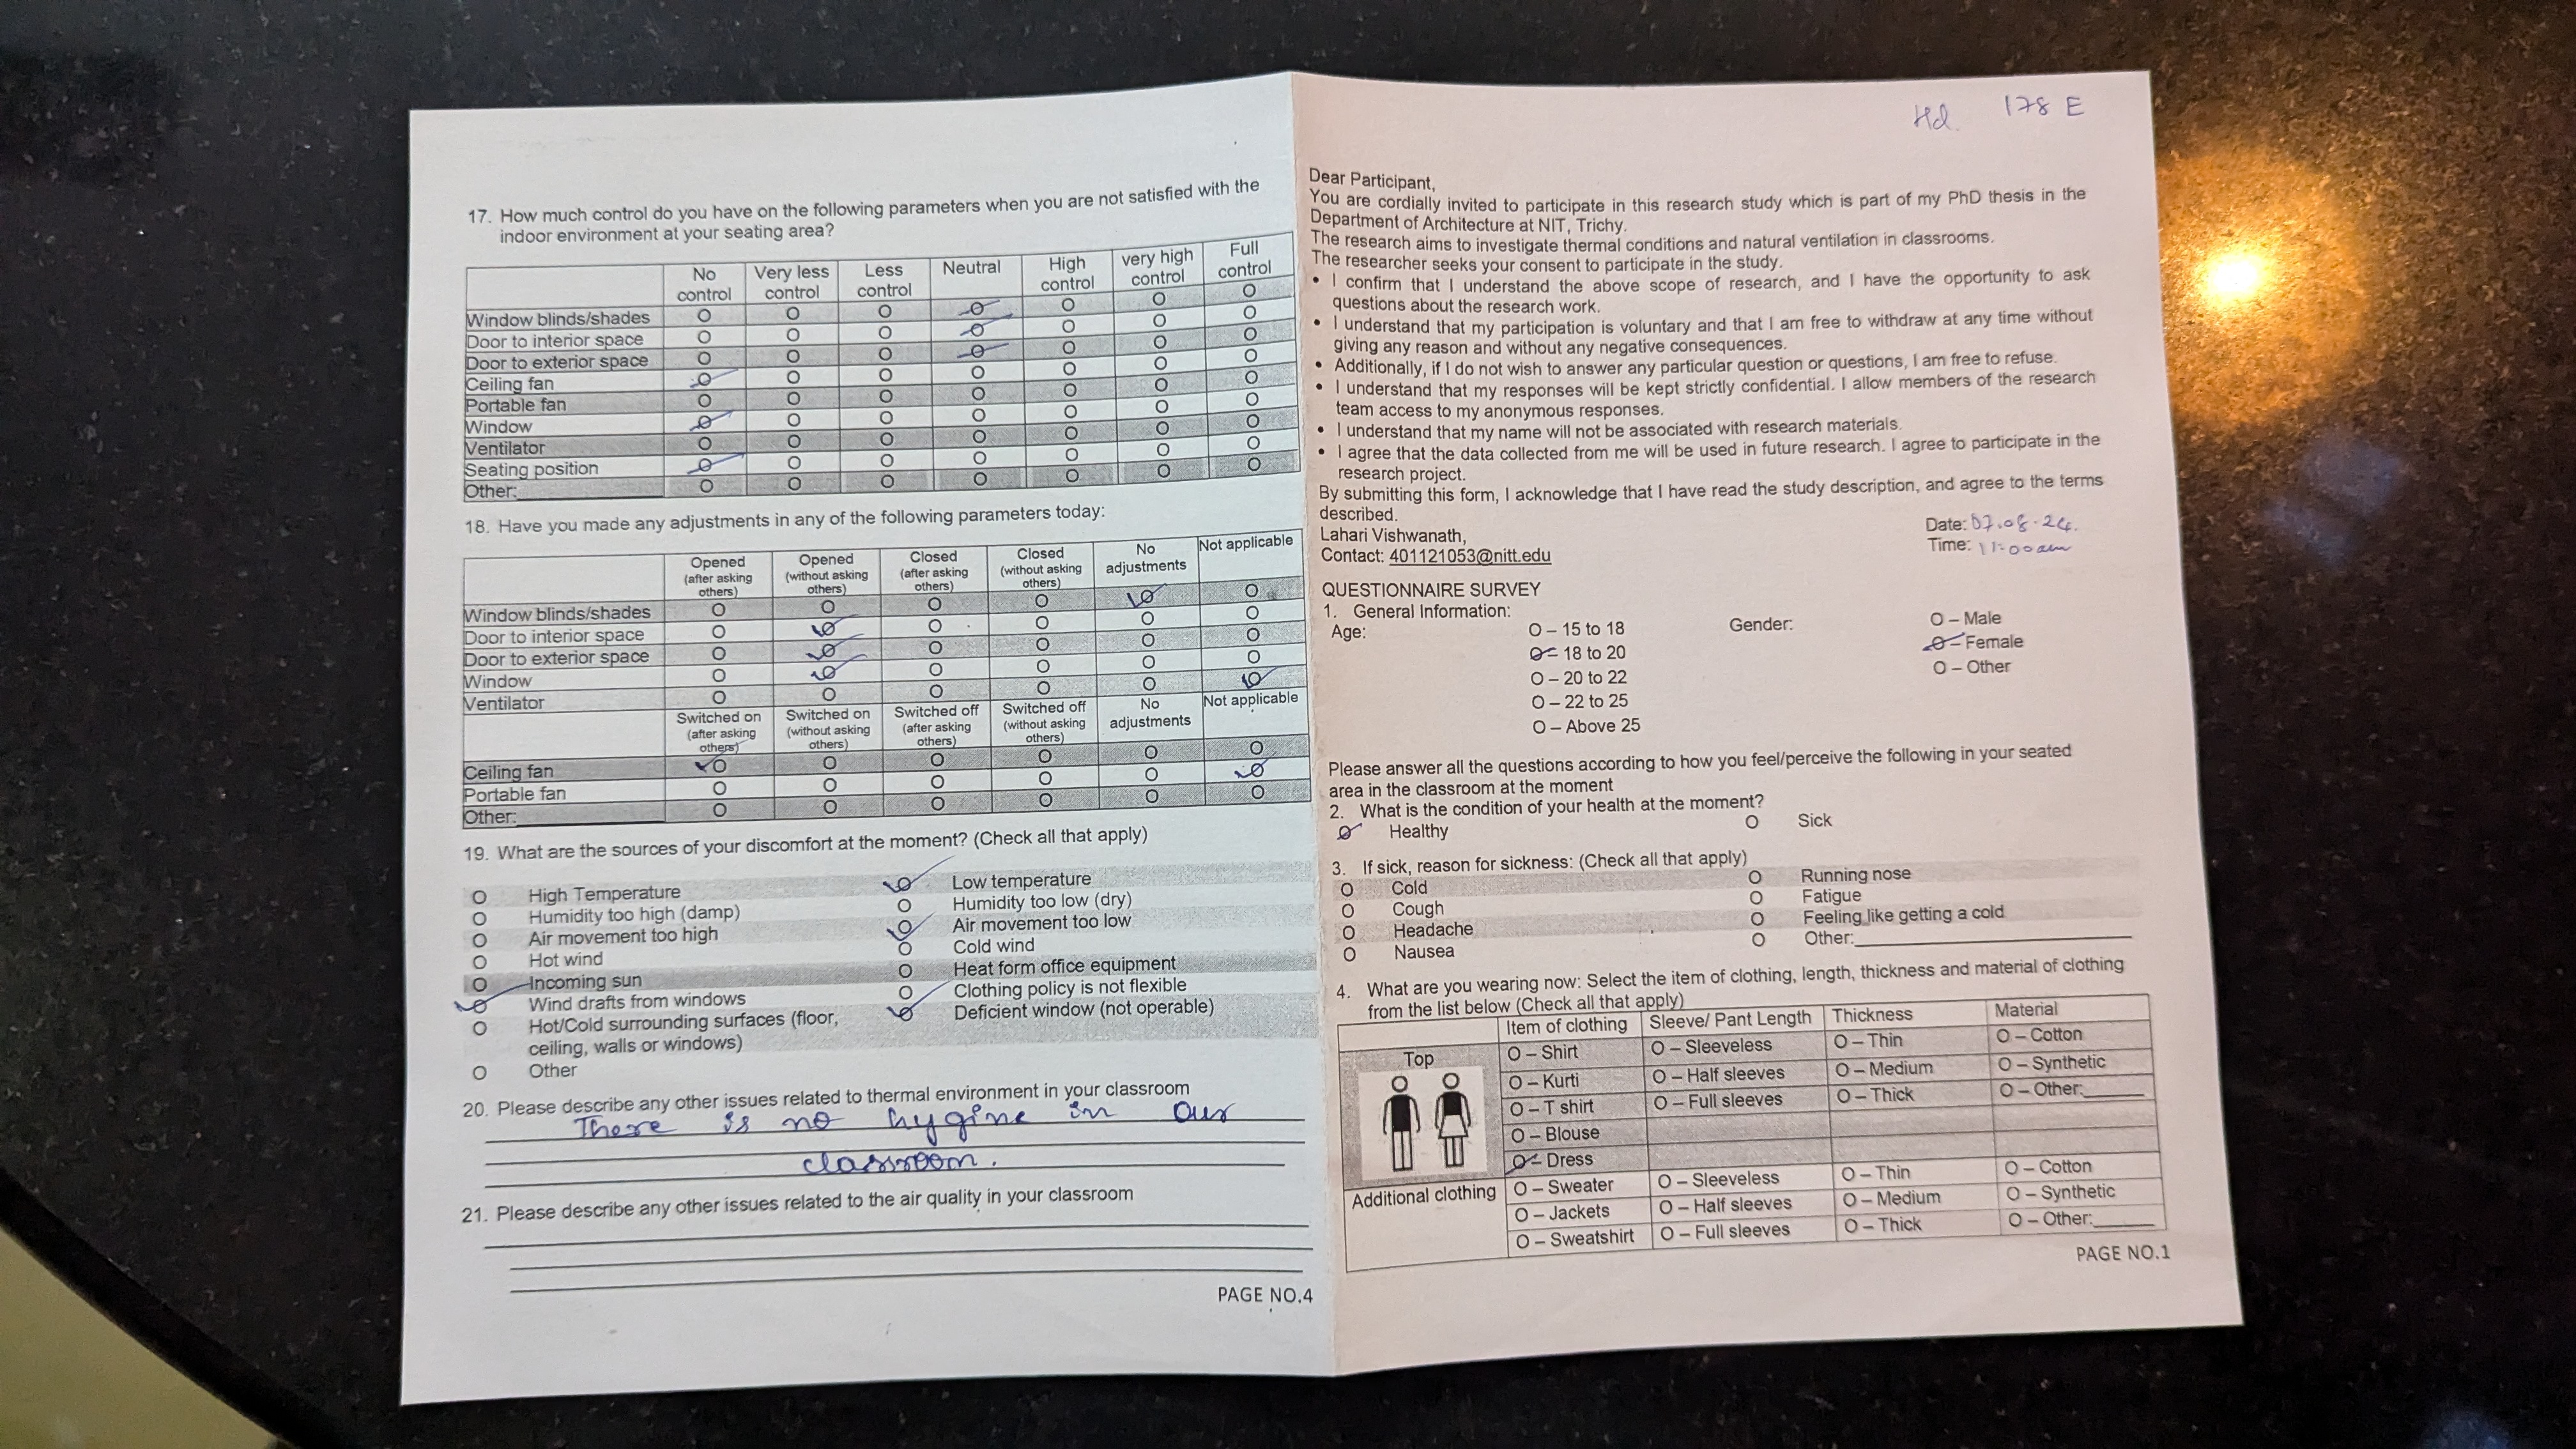 17. How much control do you have on the following parameters when you are not satisfied with the
indoor environment at your seating area?
No control Very less control Less control Neutral High control very high control Full control
Window blinds/shades O O O O O O O
Door to interior space O O O O O O O
Door to exterior space O O O O O O O
Ceiling fan O O O O O O O
Portable fan O O O O O O O
Window O O O O O O O
Ventilator O O O O O O O
Seating position O O O O O O O
Other: O O O O O O O
18. Have you made any adjustments in any of the following parameters today:
Opened (after asking others) Opened (without asking others) Closed (after asking others) Closed (without asking others) No adjustments Not applicable
Window blinds/shades O O O O O O
Door to interior space O O O O O O
Door to exterior space O O O O O O
Window O O O O O O
Ventilator O O O O O O
Switched on (after asking others) Switched on (without asking others) Switched off (after asking others) Switched off (without asking others) No adjustments Not applicable
Ceiling fan O O O O O O
Portable fan O O O O O O
Other: O O O O O O
19. What are the sources of your discomfort at the moment? (Check all that apply)
O High Temperature O Low temperature
O Humidity too high (damp) O Humidity too low (dry)
O Air movement too high O Air movement too low
O Hot wind O Cold wind
O Incoming sun O Heat form office equipment
O Wind drafts from windows O Clothing policy is not flexible
O Hot/Cold surrounding surfaces (floor, O Deficient window (not operable)
ceiling, walls or windows)
O Other
20. Please describe any other issues related to thermal environment in your classroom
There is no hygine in our
classroom.
21. Please describe any other issues related to the air quality in your classroom
PAGE NO.4
178 E
Dear Participant,
You are cordially invited to participate in this research study which is part of my PhD thesis in the
Department of Architecture at NIT, Trichy.
The research aims to investigate thermal conditions and natural ventilation in classrooms.
The researcher seeks your consent to participate in the study.
• I confirm that I understand the above scope of research, and I have the opportunity to ask
questions about the research work.
• I understand that my participation is voluntary and that I am free to withdraw at any time without
giving any reason and without any negative consequences.
• Additionally, if I do not wish to answer any particular question or questions, I am free to refuse.
• I understand that my responses will be kept strictly confidential. I allow members of the research
team access to my anonymous responses.
• I understand that my name will not be associated with research materials.
• I agree that the data collected from me will be used in future research. I agree to participate in the
research project.
By submitting this form, I acknowledge that I have read the study description, and agree to the terms
described.
Lahari Vishwanath, Date: 07.08.24.
Contact: 401121053@nitt.edu Time: 11:00am
QUESTIONNAIRE SURVEY
1. General Information:
Age: O – 15 to 18 Gender: O – Male
O – 18 to 20 O – Female
O – 20 to 22 O – Other
O – 22 to 25
O – Above 25
Please answer all the questions according to how you feel/perceive the following in your seated
area in the classroom at the moment
2. What is the condition of your health at the moment?
O Healthy O Sick
3. If sick, reason for sickness: (Check all that apply)
O Cold O Running nose
O Cough O Fatigue
O Headache O Feeling like getting a cold
O Nausea O Other:
4. What are you wearing now: Select the item of clothing, length, thickness and material of clothing
from the list below (Check all that apply)
Item of clothing Sleeve/ Pant Length Thickness Material
Top O – Shirt O – Sleeveless O – Thin O – Cotton
O – Kurti O – Half sleeves O – Medium O – Synthetic
O – T shirt O – Full sleeves O – Thick O – Other:
O – Blouse
O – Dress
Additional clothing O – Sweater O – Sleeveless O – Thin O – Cotton
O – Jackets O – Half sleeves O – Medium O – Synthetic
O – Sweatshirt O – Full sleeves O – Thick O – Other:
PAGE NO.1